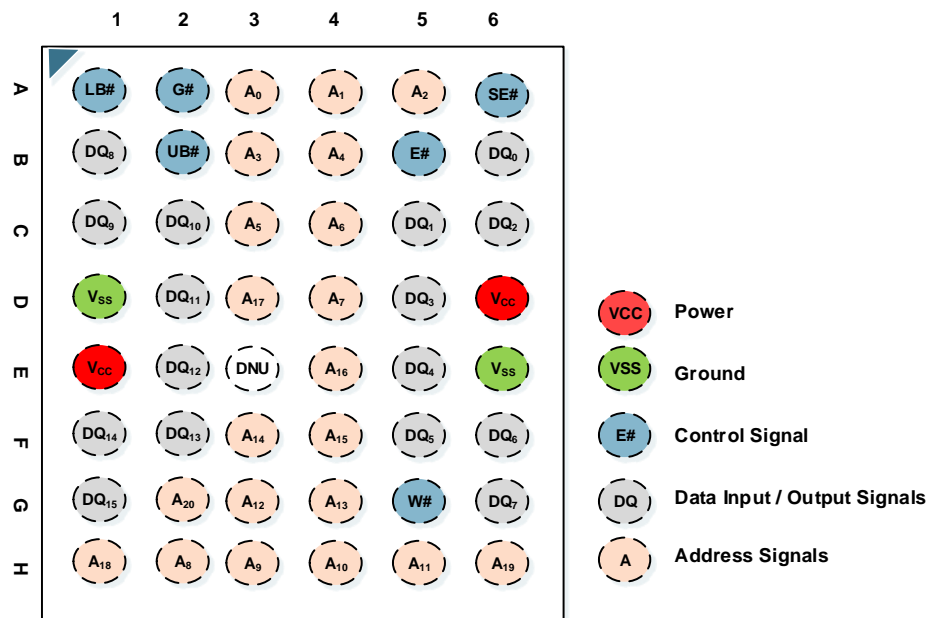 1 2 3 4 5 6
A LB# G# A₀ A₁ A₂ SE#
B DQ₈ UB# A₃ A₄ E# DQ₀
C DQ₉ DQ₁₀ A₅ A₆ DQ₁ DQ₂
D VSS DQ₁₁ A₁₇ A₇ DQ₃ VCC
E VCC DQ₁₂ DNU A₁₆ DQ₄ VSS
F DQ₁₄ DQ₁₃ A₁₄ A₁₅ DQ₅ DQ₆
G DQ₁₅ A₂₀ A₁₂ A₁₃ W# DQ₇
H A₁₈ A₈ A₉ A₁₀ A₁₁ A₁₉
VCC Power
VSS Ground
E# Control Signal
DQ Data Input / Output Signals
A Address Signals